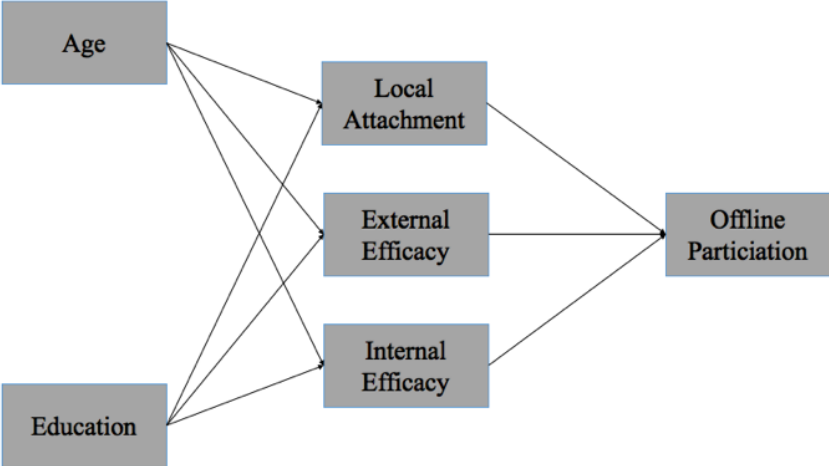 Age
Local
Attachment
External
Efficacy
Offline
Particiation
Internal
Efficacy
Education